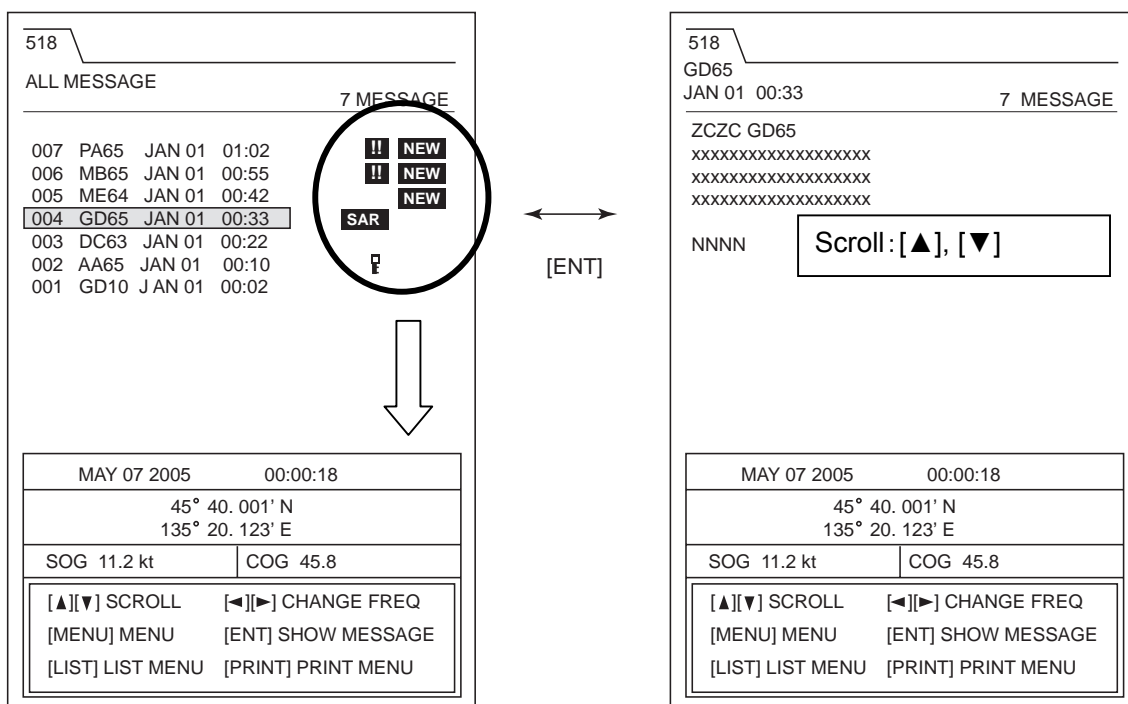 518
ALL MESSAGE
7 MESSAGE
007 PA65 JAN 01 01:02 !! NEW
006 MB65 JAN 01 00:55 !! NEW
005 ME64 JAN 01 00:42 NEW
004 GD65 JAN 01 00:33 SAR
003 DC63 JAN 01 00:22
002 AA65 JAN 01 00:10
001 GD10 J AN 01 00:02
MAY 07 2005 00:00:18
45° 40. 001' N
135° 20. 123' E
SOG 11.2 kt COG 45.8
[▲][▼] SCROLL [◄][►] CHANGE FREQ
[MENU] MENU [ENT] SHOW MESSAGE
[LIST] LIST MENU [PRINT] PRINT MENU
[ENT]
518
GD65
JAN 01 00:33 7 MESSAGE
ZCZC GD65
xxxxxxxxxxxxxxxxxxx
xxxxxxxxxxxxxxxxxxx
xxxxxxxxxxxxxxxxxxx
NNNN
Scroll:[▲], [▼]
MAY 07 2005 00:00:18
45° 40. 001' N
135° 20. 123' E
SOG 11.2 kt COG 45.8
[▲][▼] SCROLL [◄][►] CHANGE FREQ
[MENU] MENU [ENT] SHOW MESSAGE
[LIST] LIST MENU [PRINT] PRINT MENU